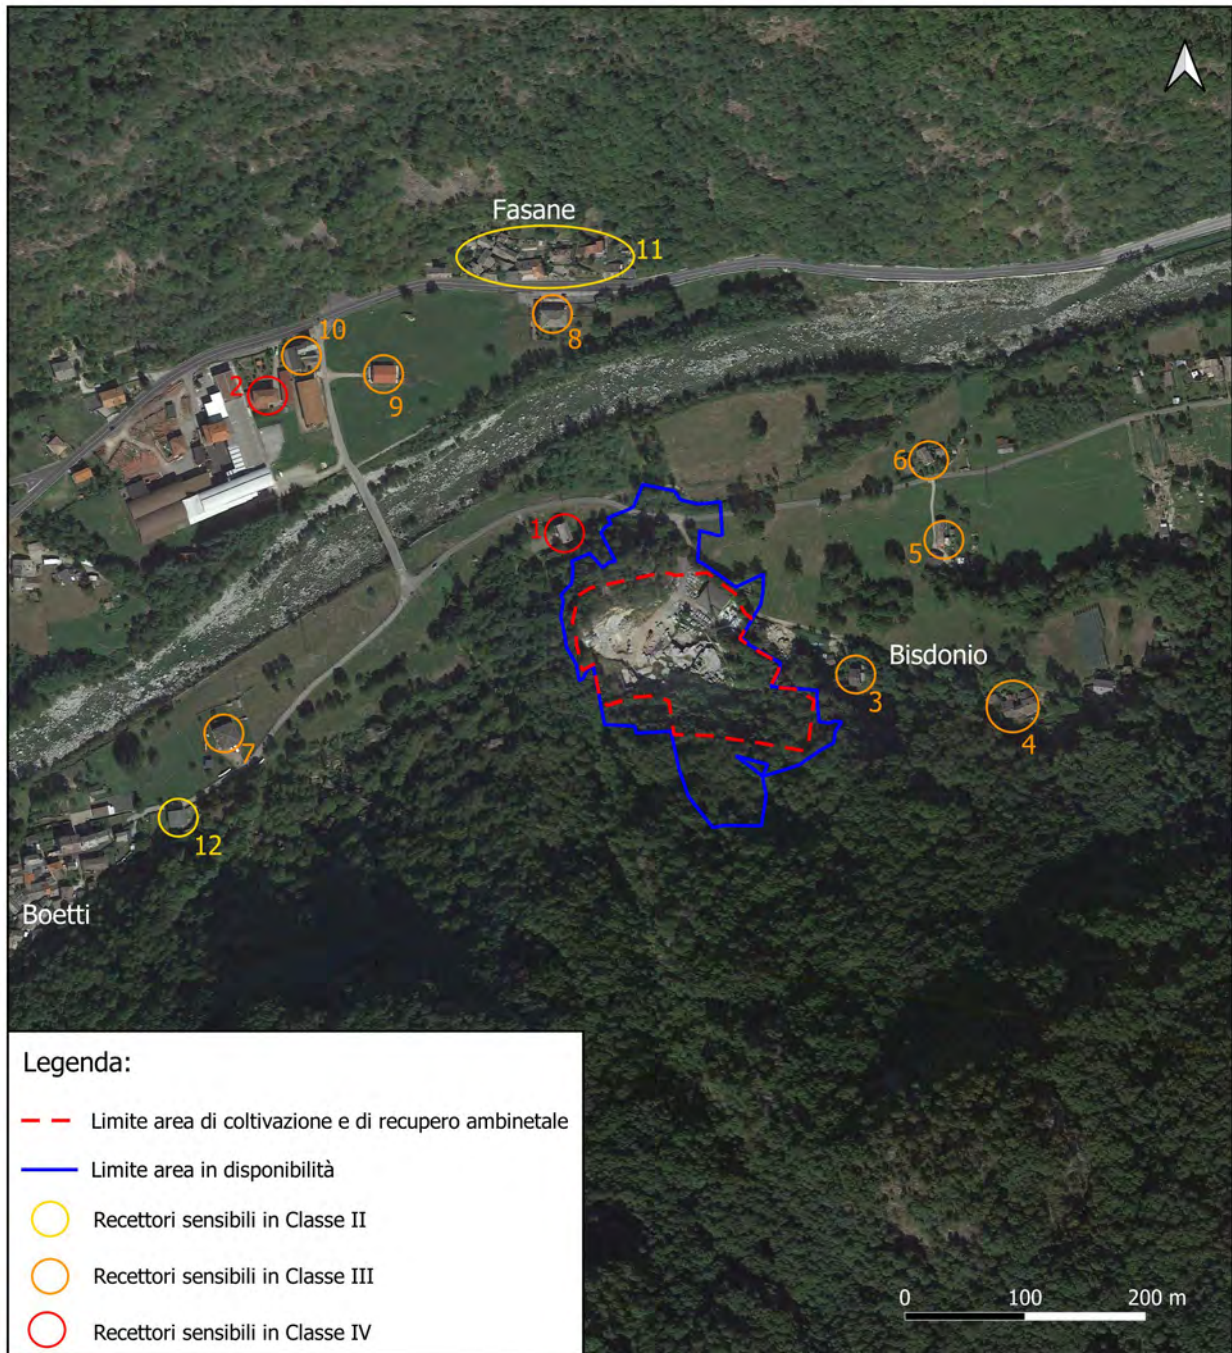 Fasane
11
8
10
2
9
6
1
5
Bisdonio
3
4
7
12
Boetti
Legenda:
Limite area di coltivazione e di recupero ambinetale
Limite area in disponibilità
Recettori sensibili in Classe II
Recettori sensibili in Classe III
Recettori sensibili in Classe IV
0 100 200 m